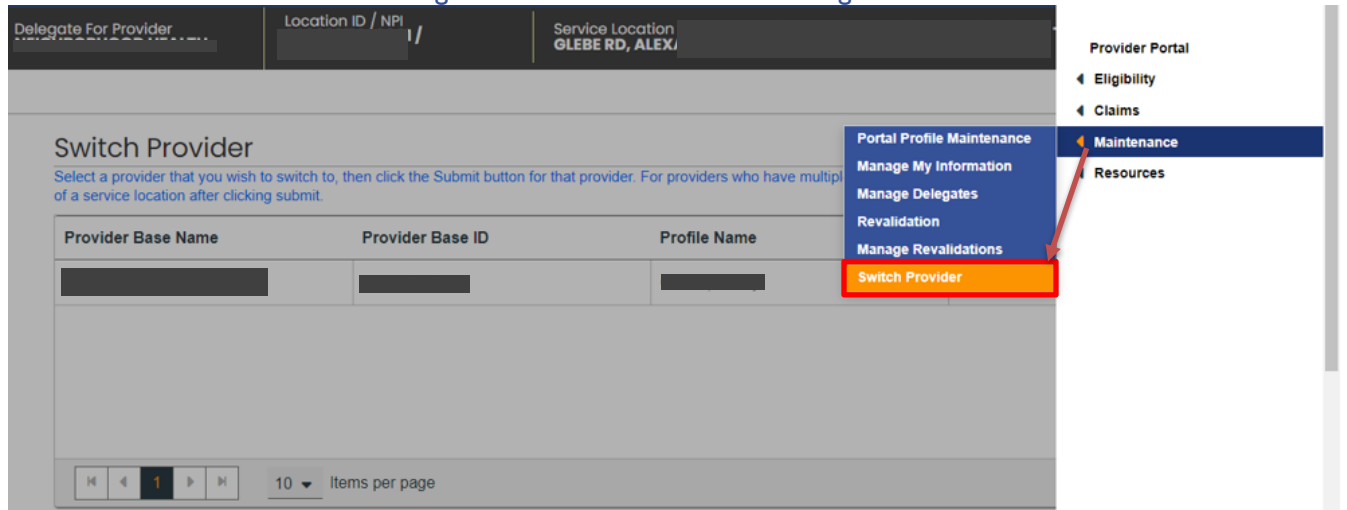 Delegate For Provider
Location ID / NPI
/
Service Location
GLEBE RD, ALEX
Provider Portal
Eligibility
Claims
Maintenance
Resources
Portal Profile Maintenance
Manage My Information
Manage Delegates
Revalidation
Manage Revalidations
Switch Provider
Switch Provider
Select a provider that you wish to switch to, then click the Submit button for that provider. For providers who have multipl
of a service location after clicking submit.
Provider Base Name Provider Base ID Profile Name
1 10 Items per page